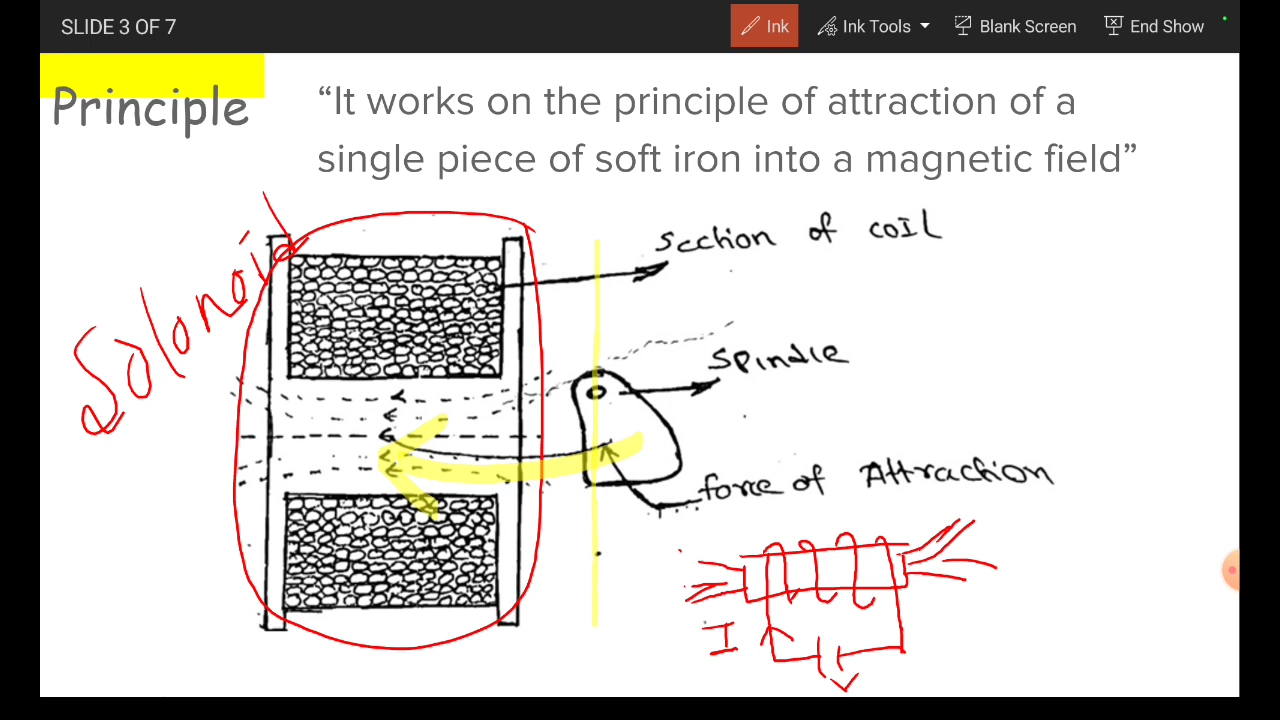 SLIDE 3 OF 7
Ink
Ink Tools
Blank Screen
End Show
Principle
“It works on the principle of attraction of a
single piece of soft iron into a magnetic field”
Solonoid
Section of coil
Spindle
force of Attraction
I
V